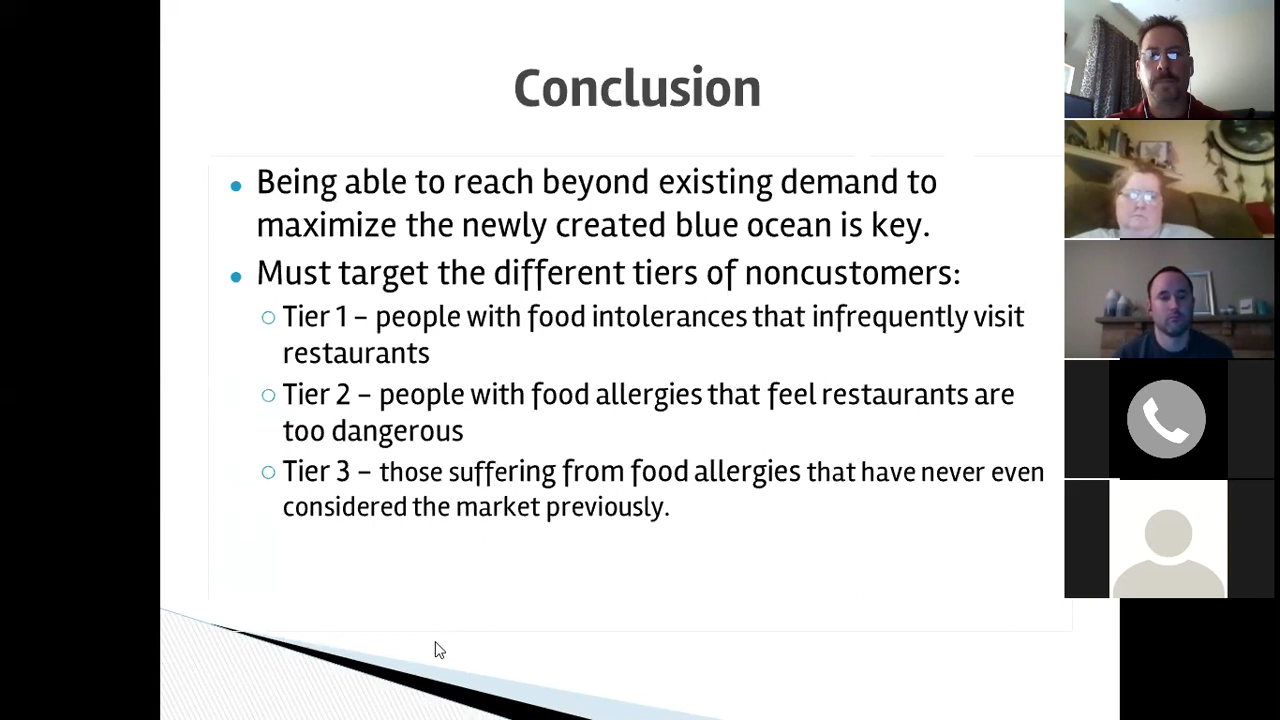 Conclusion
Being able to reach beyond existing demand to
maximize the newly created blue ocean is key.
Must target the different tiers of noncustomers:
Tier 1 – people with food intolerances that infrequently visit
restaurants
Tier 2 – people with food allergies that feel restaurants are
too dangerous
Tier 3 – those suffering from food allergies that have never even
considered the market previously.